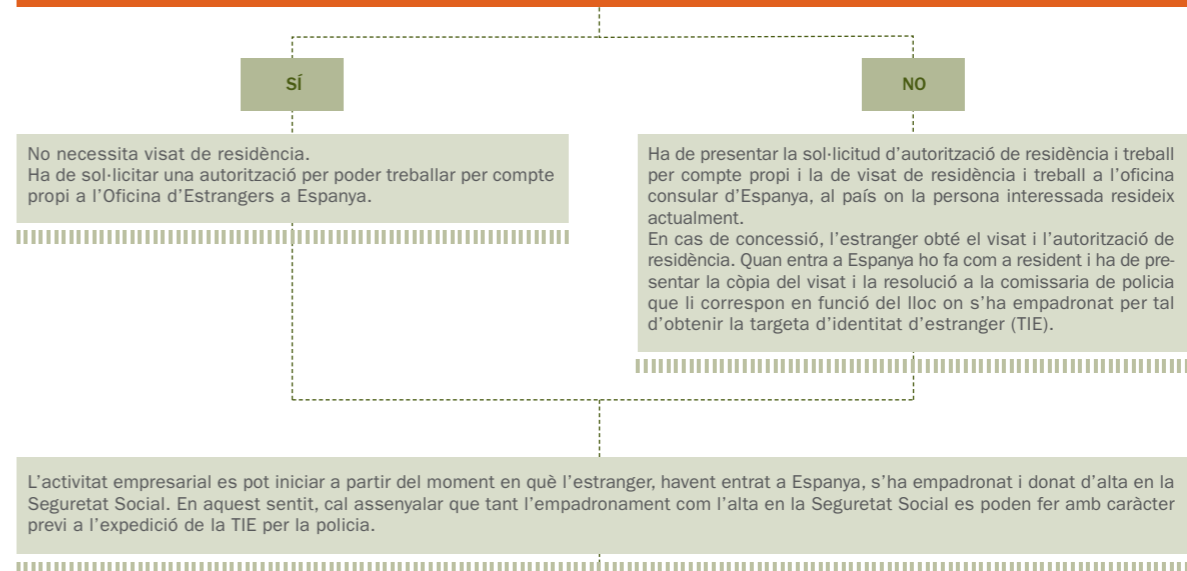 SÍ
NO
No necessita visat de residència.
Ha de sol·licitar una autorització per poder treballar per compte
propi a l’Oficina d’Estrangers a Espanya.
Ha de presentar la sol·licitud d’autorització de residència i treball
per compte propi i la de visat de residència i treball a l’oficina
consular d’Espanya, al país on la persona interessada resideix
actualment.
En cas de concessió, l’estranger obté el visat i l’autorització de
residència. Quan entra a Espanya ho fa com a resident i ha de pre-
sentar la còpia del visat i la resolució a la comissaria de policia
que li correspon en funció del lloc on s’ha empadronat per tal
d’obtenir la targeta d’identitat d’estranger (TIE).
L’activitat empresarial es pot iniciar a partir del moment en què l’estranger, havent entrat a Espanya, s’ha empadronat i donat d’alta en la
Seguretat Social. En aquest sentit, cal assenyalar que tant l’empadronament com l’alta en la Seguretat Social es poden fer amb caràcter
previ a l’expedició de la TIE per la policia.